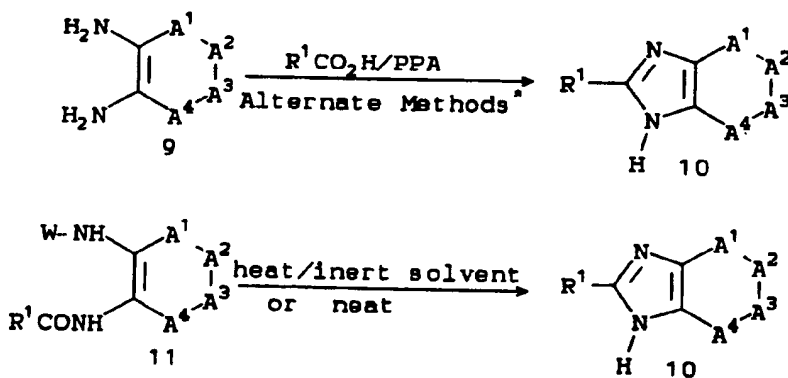 H₂N
A¹
A²
A³
A⁴
H₂N
9
R¹CO₂H/PPA
Alternate Methods*
N
A¹
A²
R¹
A³
N
A⁴
H
10
W-NH
A¹
A²
A³
A⁴
R¹CONH
11
heat/inert solvent
or neat
N
A¹
A²
R¹
A³
N
A⁴
H
10